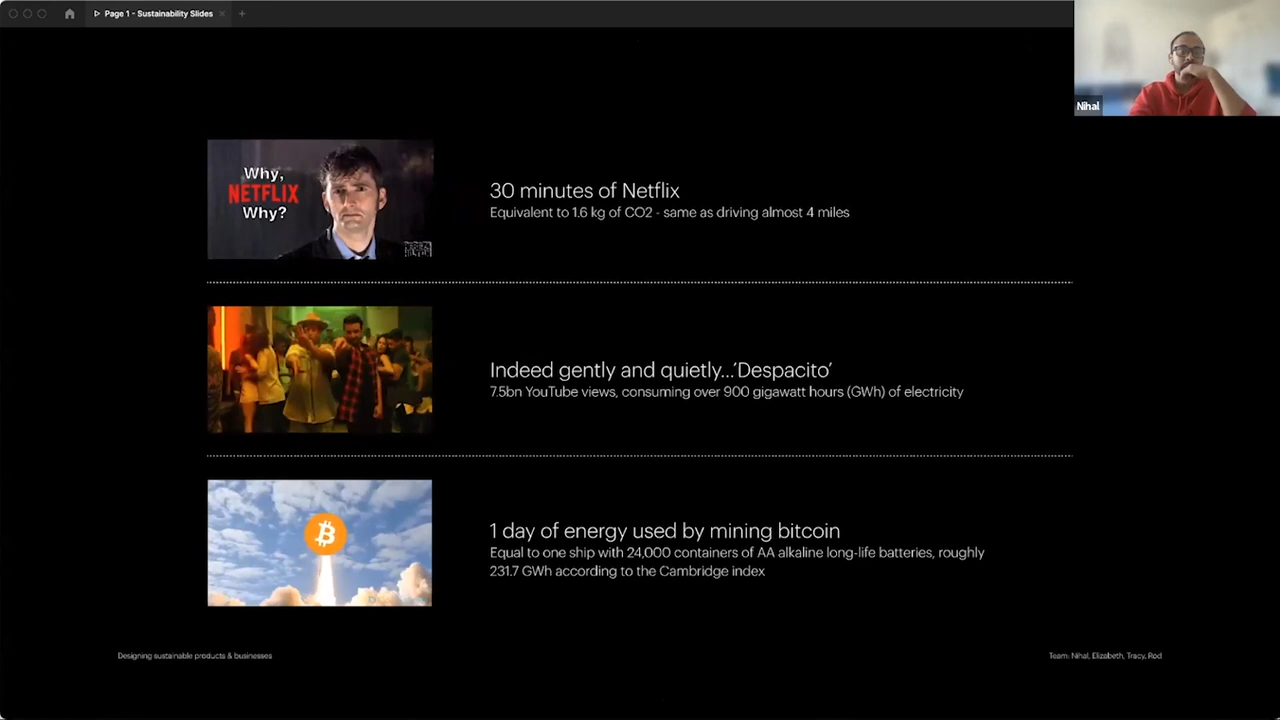 Page 1 - Sustainability Slides
Nihal
Why,
NETFLIX
Why?
30 minutes of Netflix
Equivalent to 1.6 kg of CO2 - same as driving almost 4 miles
Indeed gently and quietly...'Despacito'
7.5bn YouTube views, consuming over 900 gigawatt hours (GWh) of electricity
1 day of energy used by mining bitcoin
Equal to one ship with 24,000 containers of AA alkaline long-life batteries, roughly
231.7 GWh according to the Cambridge index
Designing sustainable products & businesses
Team: Nihal, Elizabeth, Tracy, Rod